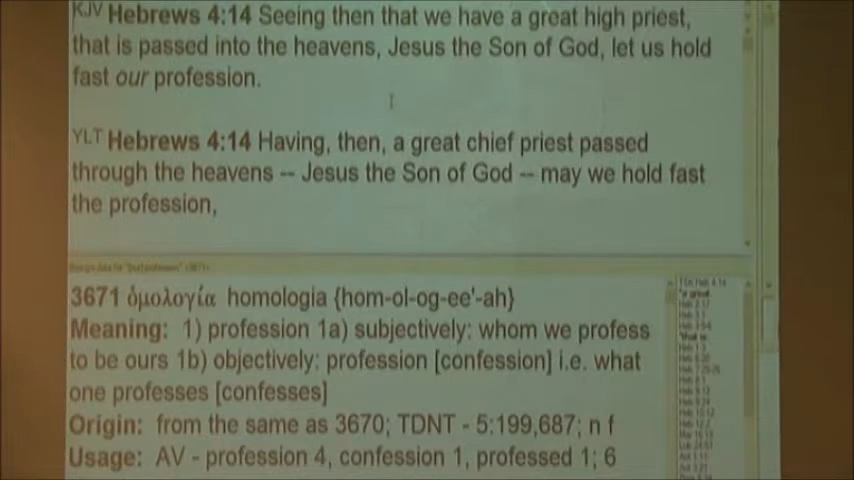 KJV Hebrews 4:14 Seeing then that we have a great high priest,
that is passed into the heavens, Jesus the Son of God, let us hold
fast our profession.
YLT Hebrews 4:14 Having, then, a great chief priest passed
through the heavens -- Jesus the Son of God -- may we hold fast
the profession,
3671 ὁμολογία homologia {hom-ol-og-ee'-ah}
Meaning: 1) profession 1a) subjectively: whom we profess
to be ours 1b) objectively: profession [confession] i.e. what
one professes [confesses]
Origin: from the same as 3670; TDNT - 5:199,687; n f
Usage: AV - profession 4, confession 1, professed 1; 6